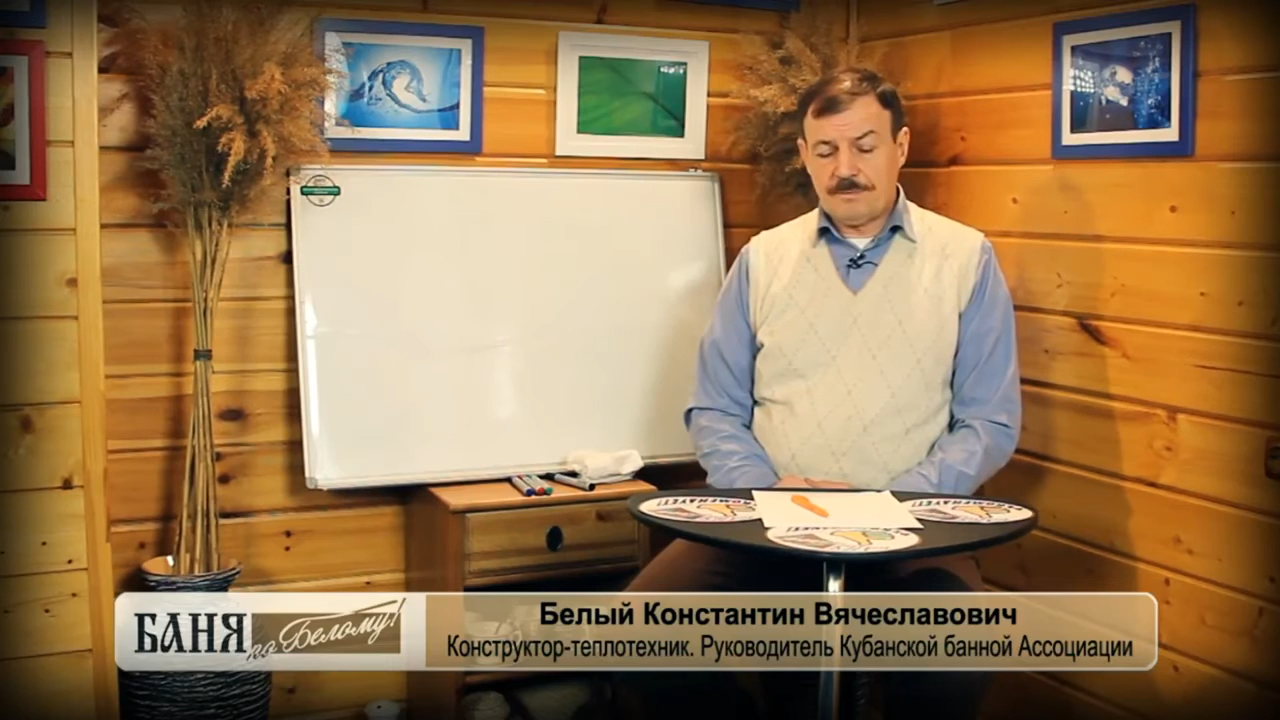 БАНЯ по Белому!
Белый Константин Вячеславович
Конструктор-теплотехник. Руководитель Кубанской банной Ассоциации